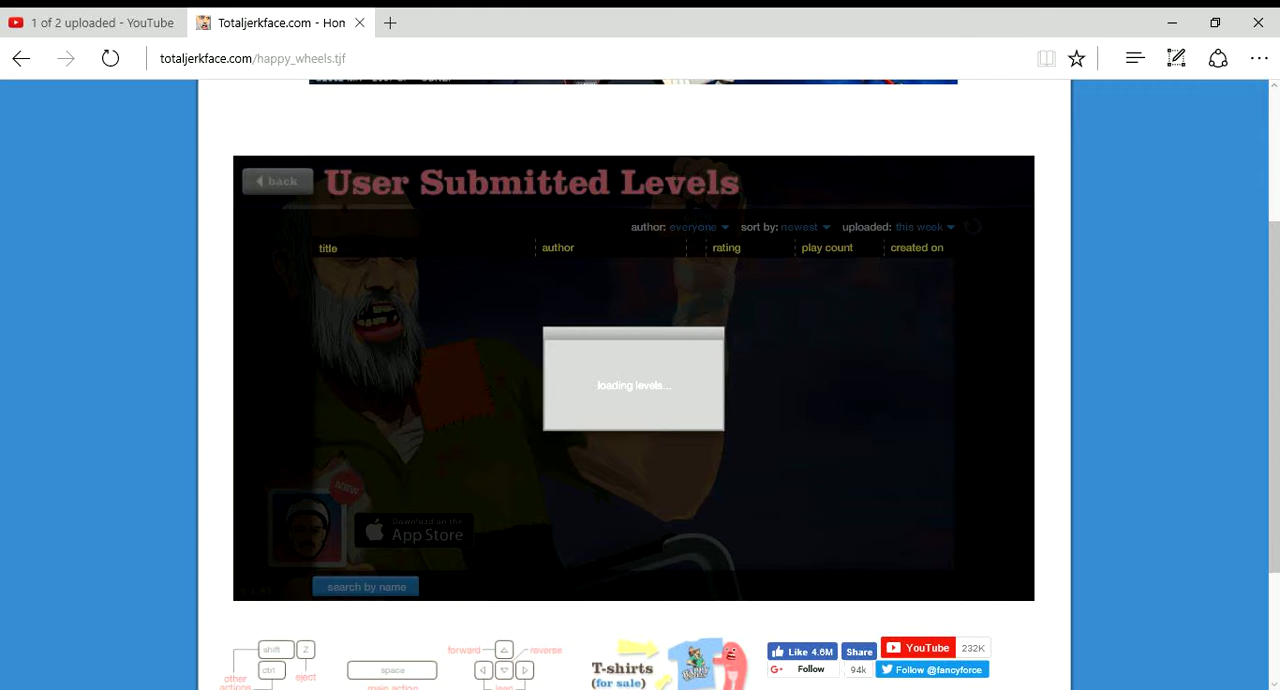 1 of 2 uploaded - YouTube
Totaljerkface.com - Hon
totaljerkface.com/happy_wheels.tjf
back
User Submitted Levels
author: everyone sort by: newest uploaded: this week
title author rating play count created on
loading levels...
NEW
Download on the
App Store
search by name
shift Z
ctrl
other
actions
eject
space
main action
forward reverse
lean
T-shirts
(for sale)
Like 4.6M Share YouTube 232K
Follow 94k Follow @fancyforce